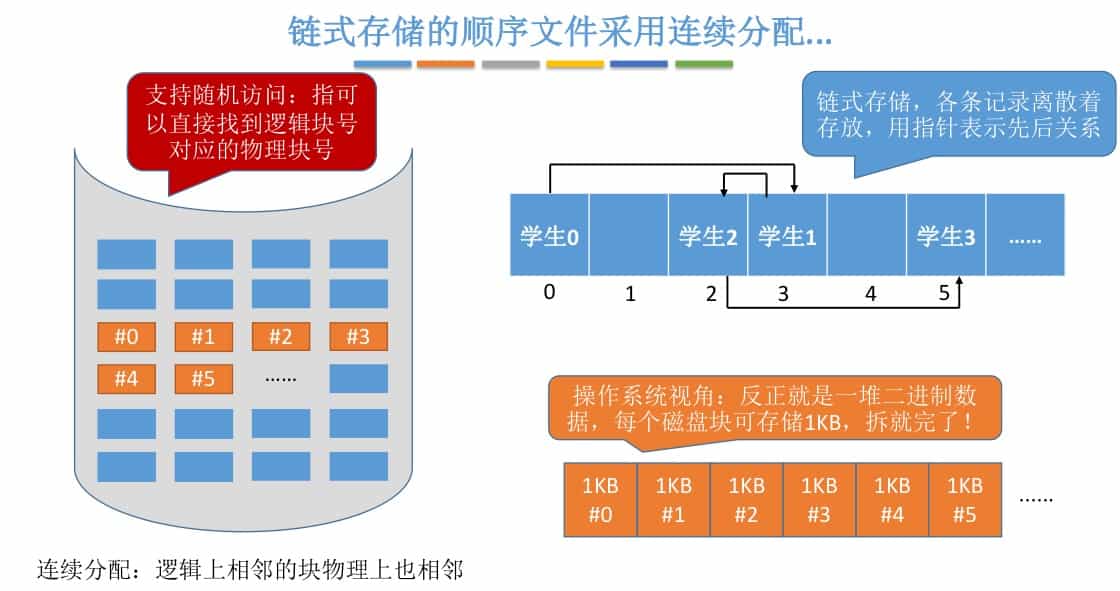 链式存储的顺序文件采用连续分配...
支持随机访问：指可
以直接找到逻辑块号
对应的物理块号
链式存储，各条记录离散着
存放，用指针表示先后关系
学生0 学生2 学生1 学生3 ……
0 1 2 3 4 5
#0 #1 #2 #3
#4 #5 ……
操作系统视角：反正就是一堆二进制数
据，每个磁盘块可存储1KB，拆就完了！
1KB 1KB 1KB 1KB 1KB 1KB
#0 #1 #2 #3 #4 #5 ……
连续分配：逻辑上相邻的块物理上也相邻